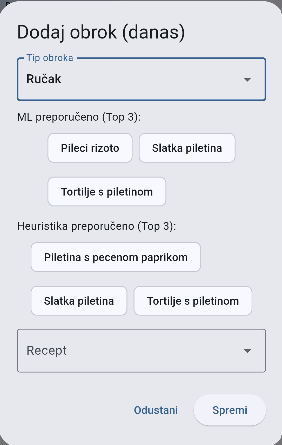 Dodaj obrok (danas)
Tip obroka
Ručak
ML preporučeno (Top 3):
Pileci rizoto
Slatka piletina
Tortilje s piletinom
Heuristika preporučeno (Top 3):
Piletina s pecenom paprikom
Slatka piletina
Tortilje s piletinom
Recept
Odustani
Spremi